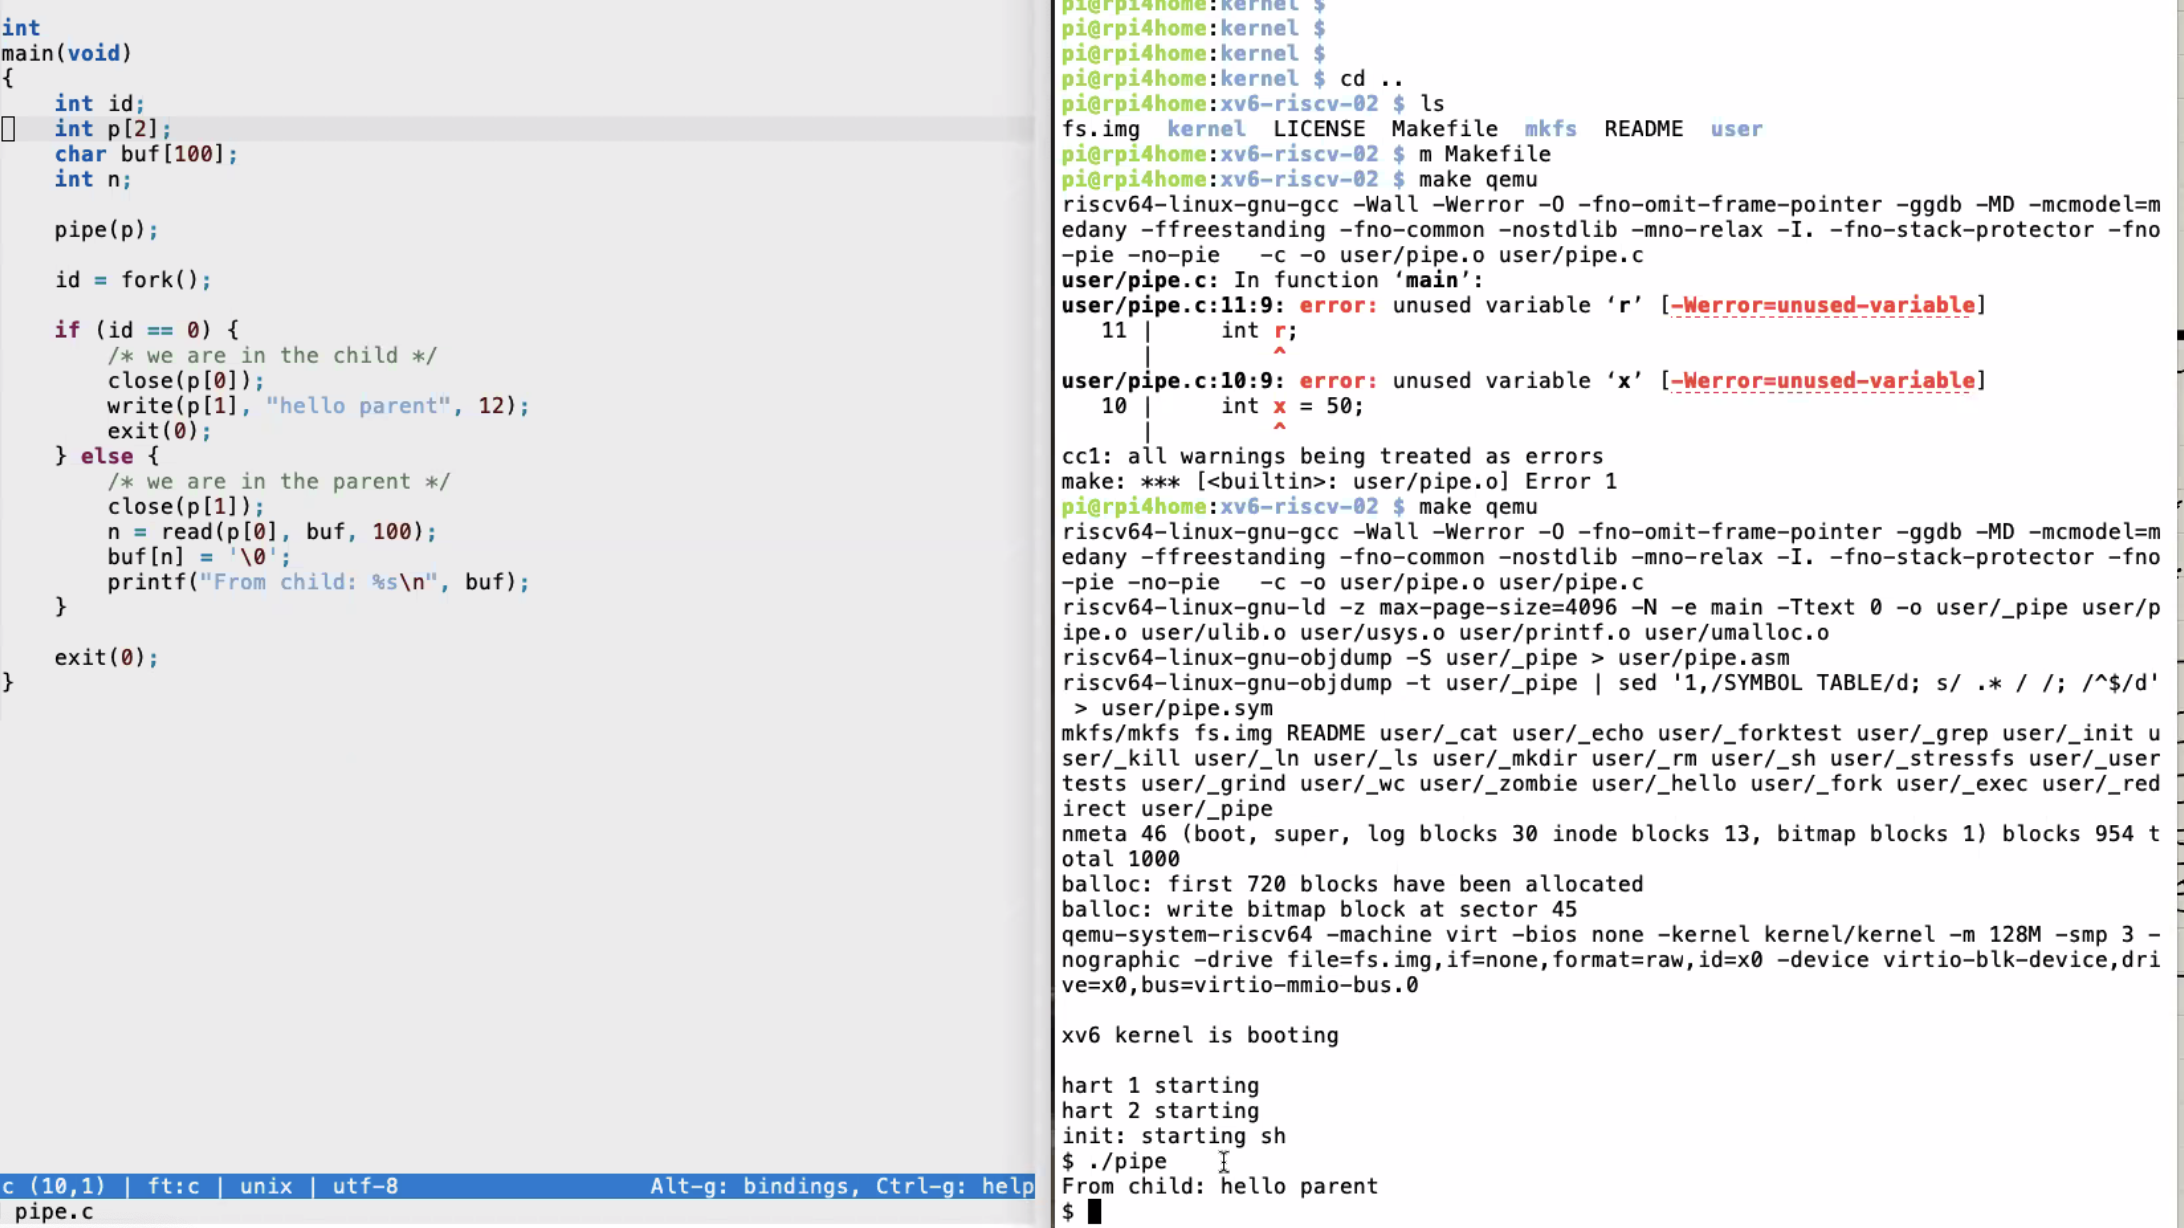 int
main(void)
{
    int id;
    int p[2];
    char buf[100];
    int n;
    pipe(p);
    id = fork();
    if (id == 0) {
        /* we are in the child */
        close(p[0]);
        write(p[1], "hello parent", 12);
        exit(0);
    } else {
        /* we are in the parent */
        close(p[1]);
        n = read(p[0], buf, 100);
        buf[n] = '\0';
        printf("From child: %s\n", buf);
    }
    exit(0);
}
c (10,1) | ft:c | unix | utf-8 Alt-g: bindings, Ctrl-g: help
pipe.c
pi@rpi4home:kernel $
pi@rpi4home:kernel $
pi@rpi4home:kernel $
pi@rpi4home:kernel $ cd ..
pi@rpi4home:xv6-riscv-02 $ ls
fs.img  kernel  LICENSE  Makefile  mkfs  README  user
pi@rpi4home:xv6-riscv-02 $ m Makefile
pi@rpi4home:xv6-riscv-02 $ make qemu
riscv64-linux-gnu-gcc -Wall -Werror -O -fno-omit-frame-pointer -ggdb -MD -mcmodel=m
edany -ffreestanding -fno-common -nostdlib -mno-relax -I. -fno-stack-protector -fno
-pie -no-pie   -c -o user/pipe.o user/pipe.c
user/pipe.c: In function ‘main’:
user/pipe.c:11:9: error: unused variable ‘r’ [-Werror=unused-variable]
   11 |     int r;
      |         ^
user/pipe.c:10:9: error: unused variable ‘x’ [-Werror=unused-variable]
   10 |     int x = 50;
      |         ^
cc1: all warnings being treated as errors
make: *** [<builtin>: user/pipe.o] Error 1
pi@rpi4home:xv6-riscv-02 $ make qemu
riscv64-linux-gnu-gcc -Wall -Werror -O -fno-omit-frame-pointer -ggdb -MD -mcmodel=m
edany -ffreestanding -fno-common -nostdlib -mno-relax -I. -fno-stack-protector -fno
-pie -no-pie   -c -o user/pipe.o user/pipe.c
riscv64-linux-gnu-ld -z max-page-size=4096 -N -e main -Ttext 0 -o user/_pipe user/p
ipe.o user/ulib.o user/usys.o user/printf.o user/umalloc.o
riscv64-linux-gnu-objdump -S user/_pipe > user/pipe.asm
riscv64-linux-gnu-objdump -t user/_pipe | sed '1,/SYMBOL TABLE/d; s/ .* / /; /^$/d'
 > user/pipe.sym
mkfs/mkfs fs.img README user/_cat user/_echo user/_forktest user/_grep user/_init u
ser/_kill user/_ln user/_ls user/_mkdir user/_rm user/_sh user/_stressfs user/_user
tests user/_grind user/_wc user/_zombie user/_hello user/_fork user/_exec user/_red
irect user/_pipe
nmeta 46 (boot, super, log blocks 30 inode blocks 13, bitmap blocks 1) blocks 954 t
otal 1000
balloc: first 720 blocks have been allocated
balloc: write bitmap block at sector 45
qemu-system-riscv64 -machine virt -bios none -kernel kernel/kernel -m 128M -smp 3 -
nographic -drive file=fs.img,if=none,format=raw,id=x0 -device virtio-blk-device,dri
ve=x0,bus=virtio-mmio-bus.0
xv6 kernel is booting
hart 1 starting
hart 2 starting
init: starting sh
$ ./pipe
From child: hello parent
$